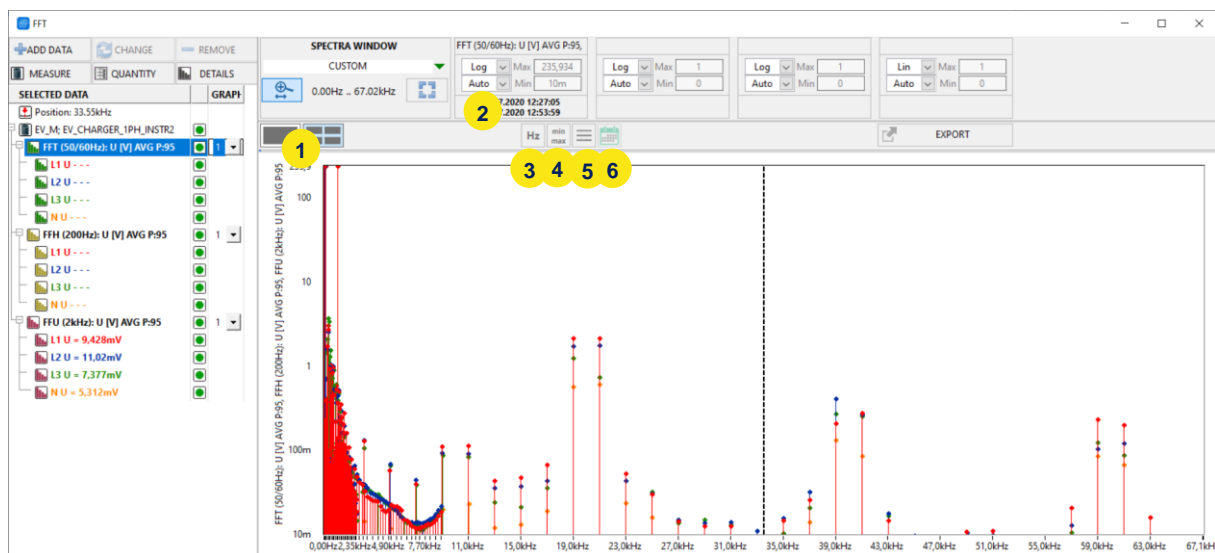 FFT
ADD DATA CHANGE REMOVE
MEASURE QUANTITY DETAILS
SELECTED DATA GRAPH
Position: 33.55kHz
EV_M; EV_CHARGER_1PH_INSTR2
FFT (50/60Hz): U [V] AVG P:95 1
L1 U - - -
L2 U - - -
L3 U - - -
N U - - -
FFH (200Hz): U [V] AVG P:95 1
L1 U - - -
L2 U - - -
L3 U - - -
N U - - -
FFU (2kHz): U [V] AVG P:95 1
L1 U = 9,428mV
L2 U = 11,02mV
L3 U = 7,377mV
N U = 5,312mV
SPECTRA WINDOW
CUSTOM
0.00Hz .. 67.02kHz
FFT (50/60Hz): U [V] AVG P:95,
Log Max 235,934
Auto Min 10m
.2020 12:27:05
.2020 12:53:59
Log Max 1
Auto Min 0
Log Max 1
Auto Min 0
Lin Max 1
Auto Min 0
Hz min max EXPORT
1
2
3 4 5 6
FFT (50/60Hz): U [V] AVG P:95, FFH (200Hz): U [V] AVG P:95, FFU (2kHz): U [V] AVG P:95
100
10
1
100m
10m
0,00Hz 2,35kHz 4,90kHz 7,70kHz 11,0kHz 15,0kHz 19,0kHz 23,0kHz 27,0kHz 31,0kHz 35,0kHz 39,0kHz 43,0kHz 47,0kHz 51,0kHz 55,0kHz 59,0kHz 63,0kHz 67,1kH